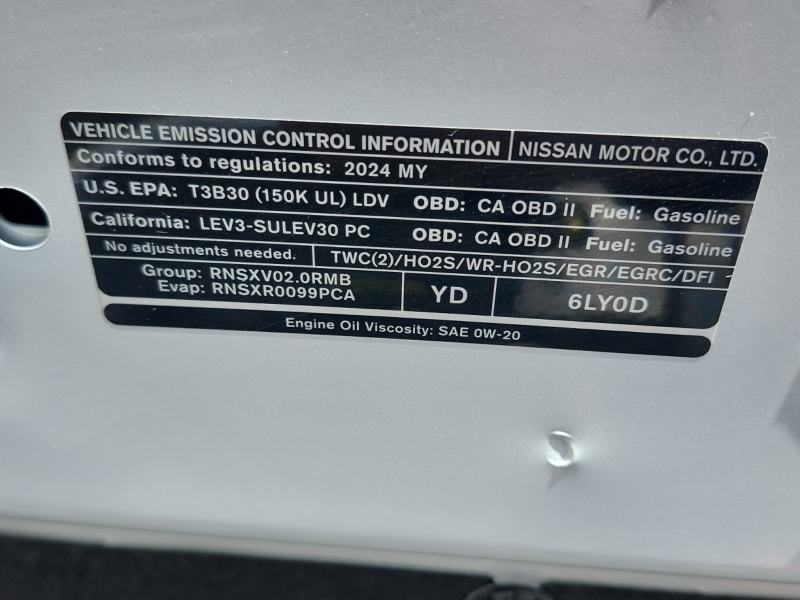 VEHICLE EMISSION CONTROL INFORMATION NISSAN MOTOR CO., LTD.
Conforms to regulations: 2024 MY
U.S. EPA: T3B30 (150K UL) LDV OBD: CA OBD II Fuel: Gasoline
California: LEV3-SULEV30 PC OBD: CA OBD II Fuel: Gasoline
No adjustments needed. TWC(2)/HO2S/WR-HO2S/EGR/EGRC/DFI
Group: RNSXV02.0RMB
Evap: RNSXR0099PCA
YD
6LY0D
Engine Oil Viscosity: SAE 0W-20